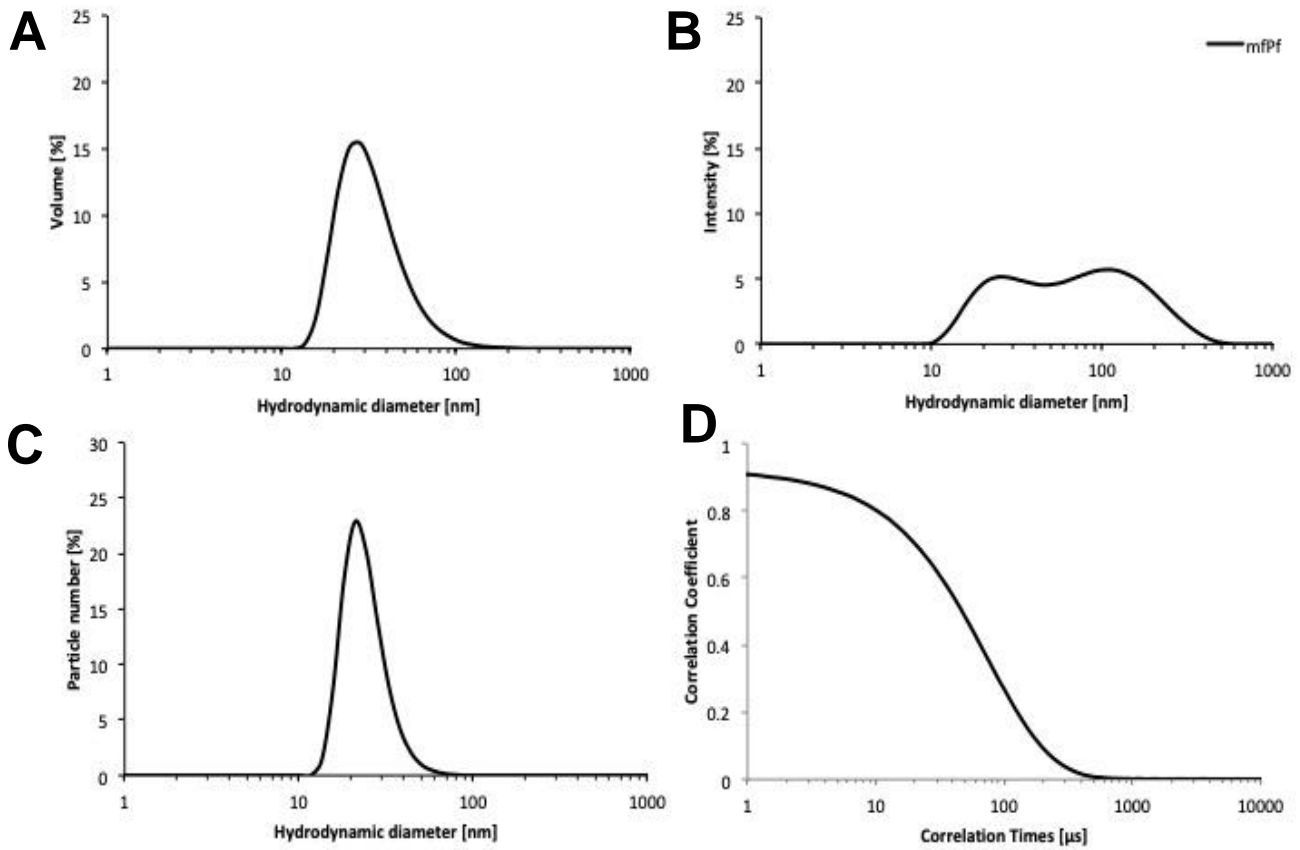 A
25
20
15
10
5
0
Volume [%]
1 10 100 1000
Hydrodynamic diameter [nm]
B
mfPf
25
20
15
10
5
0
Intensity [%]
1 10 100 1000
Hydrodynamic diameter [nm]
C
30
25
20
15
10
5
0
Particle number [%]
1 10 100 1000
Hydrodynamic diameter [nm]
D
1
0.8
0.6
0.4
0.2
0
Correlation Coefficient
1 10 100 1000 10000
Correlation Times [µs]